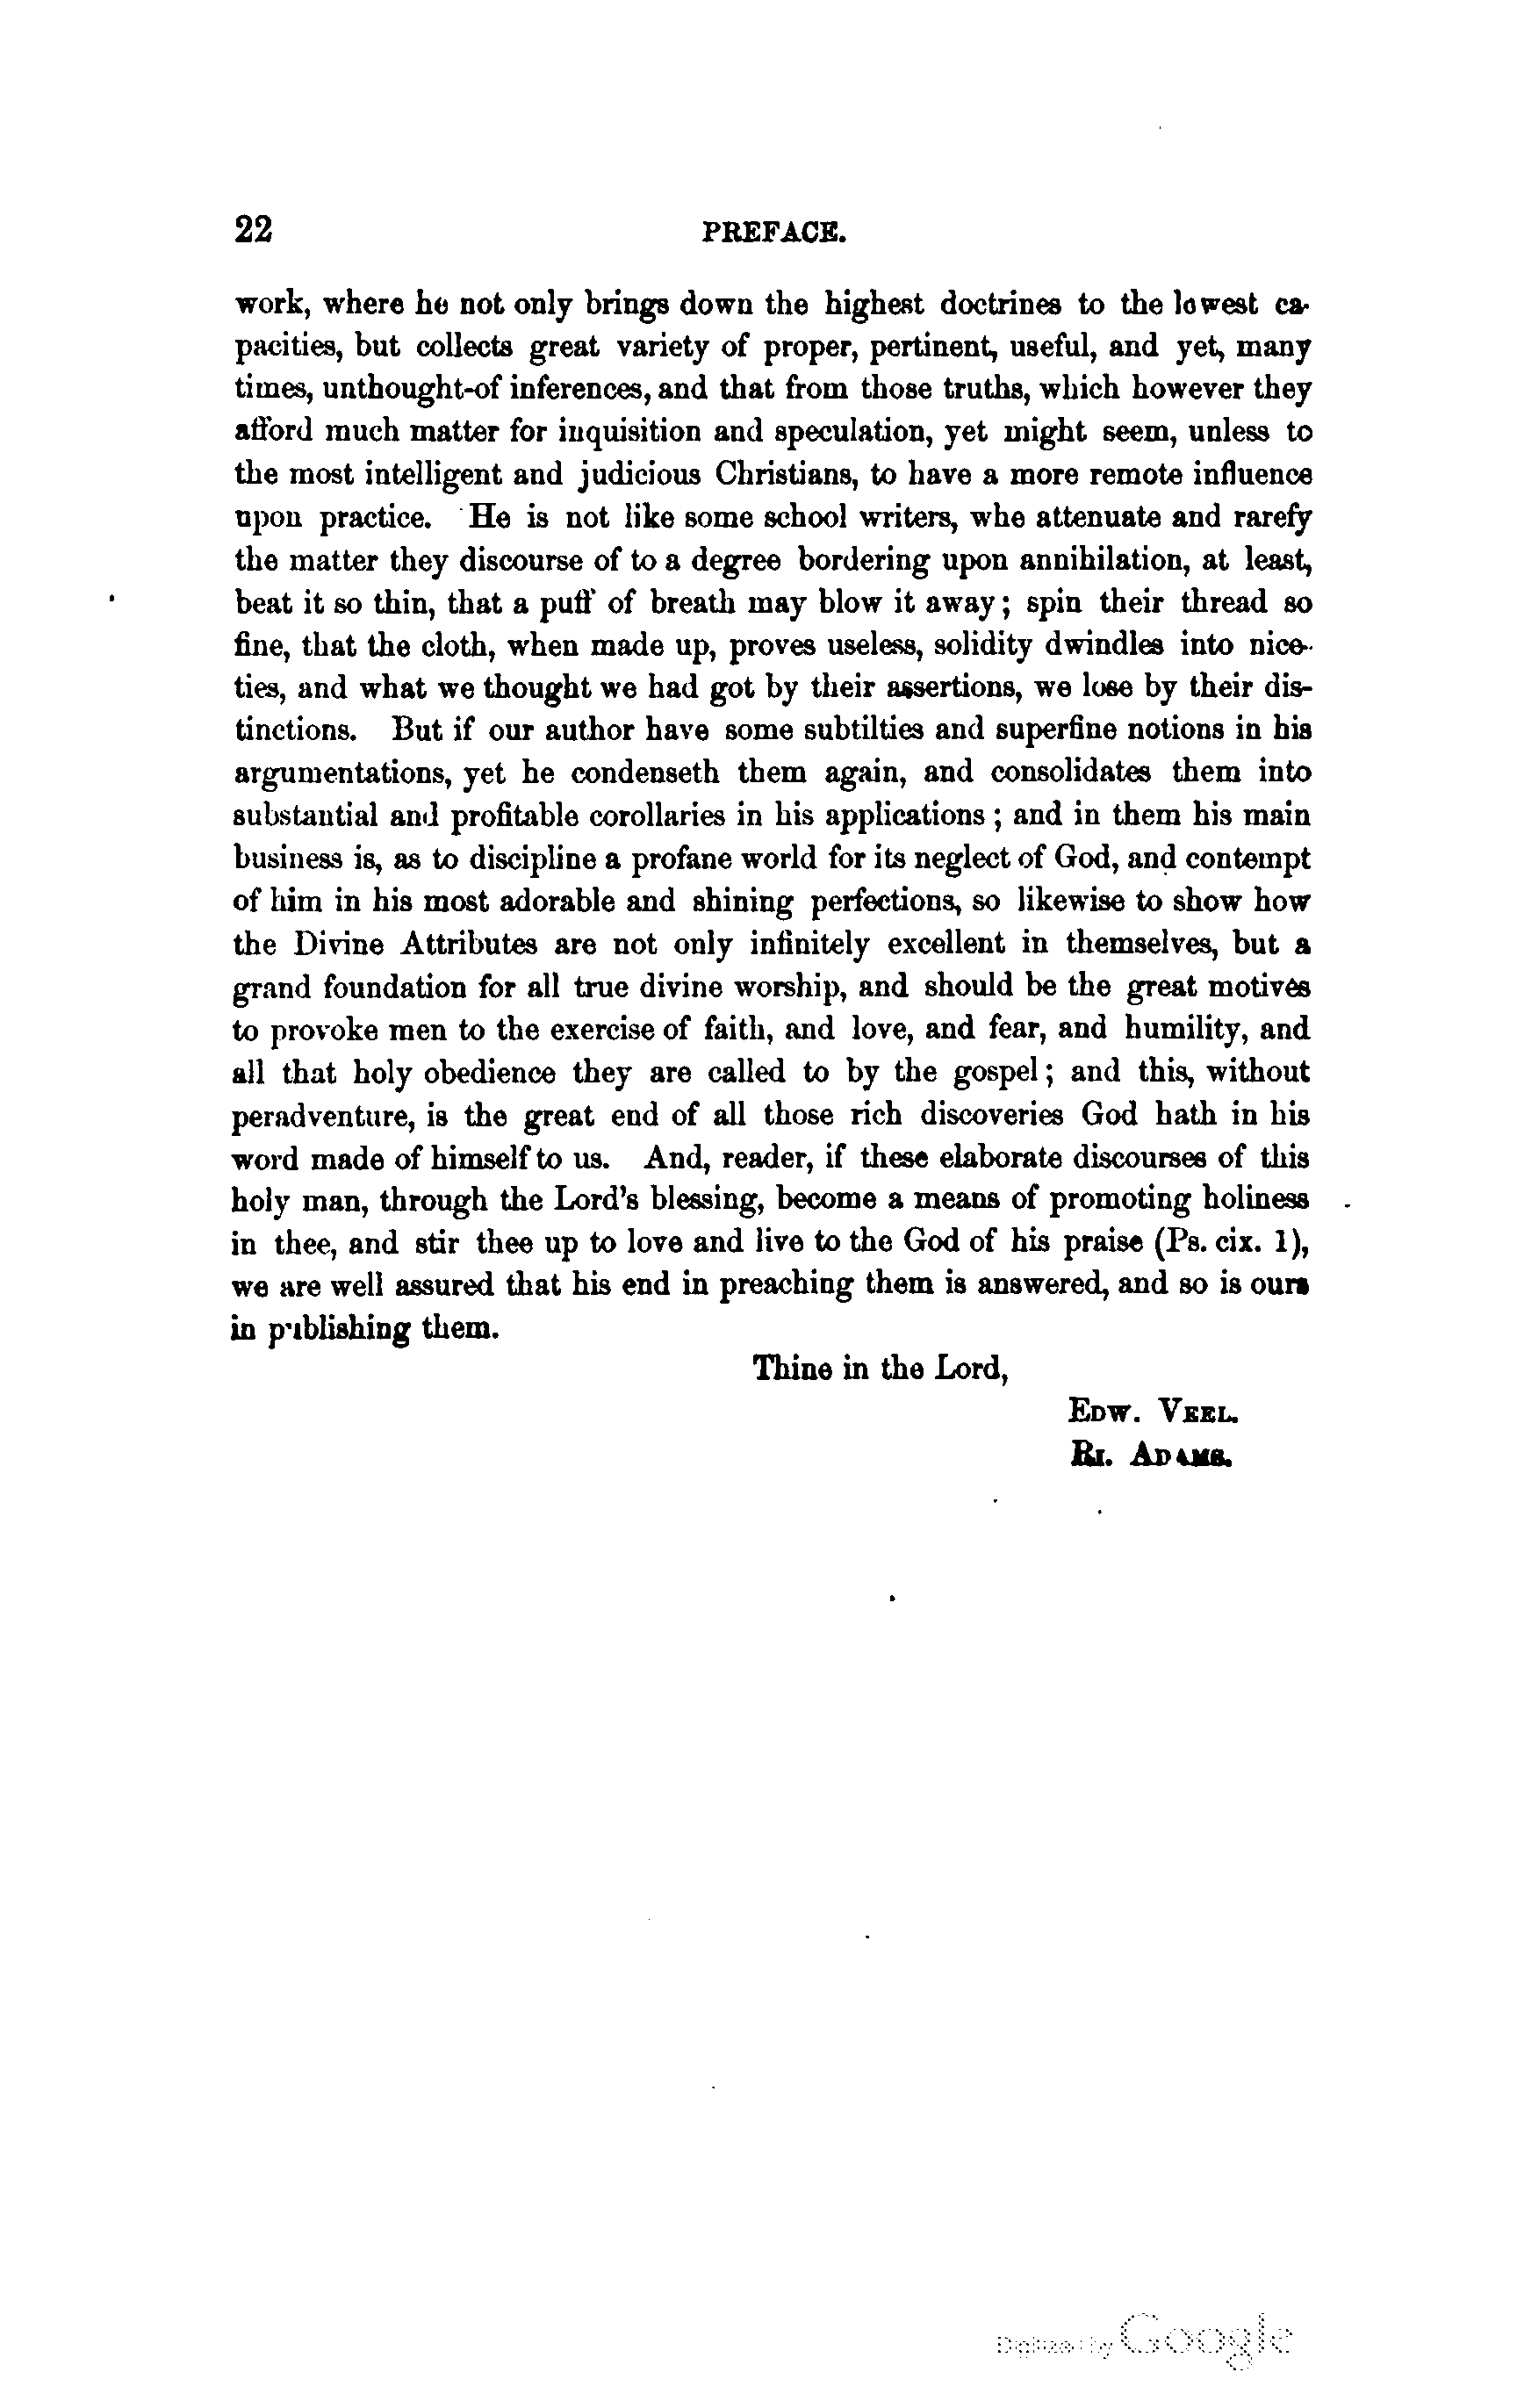 22 PREFACE.
work, where he not only brings down the highest doctrines to the lowest ca-
pacities, but collects great variety of proper, pertinent, useful, and yet, many
times, unthought-of inferences, and that from those truths, which however they
afford much matter for inquisition and speculation, yet might seem, unless to
the most intelligent and judicious Christians, to have a more remote influence
upon practice. He is not like some school writers, whe attenuate and rarefy
the matter they discourse of to a degree bordering upon annihilation, at least,
beat it so thin, that a puff of breath may blow it away; spin their thread so
fine, that the cloth, when made up, proves useless, solidity dwindles into nice-
ties, and what we thought we had got by their assertions, we lose by their dis-
tinctions. But if our author have some subtilties and superfine notions in his
argumentations, yet he condenseth them again, and consolidates them into
substantial and profitable corollaries in his applications; and in them his main
business is, as to discipline a profane world for its neglect of God, and contempt
of him in his most adorable and shining perfections, so likewise to show how
the Divine Attributes are not only infinitely excellent in themselves, but a
grand foundation for all true divine worship, and should be the great motives
to provoke men to the exercise of faith, and love, and fear, and humility, and
all that holy obedience they are called to by the gospel; and this, without
peradventure, is the great end of all those rich discoveries God hath in his
word made of himself to us. And, reader, if these elaborate discourses of this
holy man, through the Lord's blessing, become a means of promoting holiness
in thee, and stir thee up to love and live to the God of his praise (Ps. cix. 1),
we are well assured that his end in preaching them is answered, and so is ours
in publishing them.
Thine in the Lord,
EDW. VEEL.
RI. ADAMS.
Digitized by Google